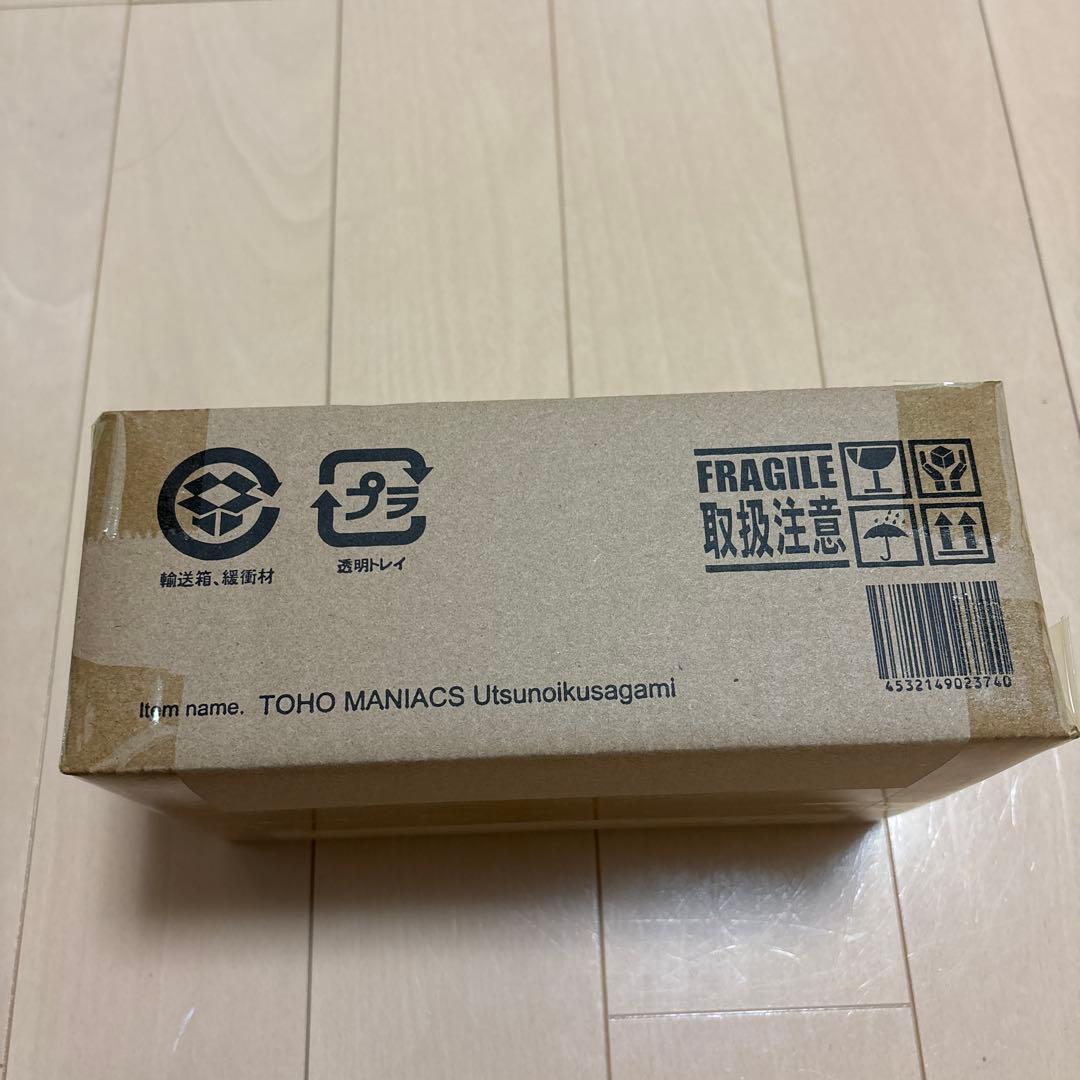 プラ
輸送箱、緩衝材
透明トレイ
FRAGILE
取扱注意
4532149023740
Item name. TOHO MANIACS Utsunoikusagami